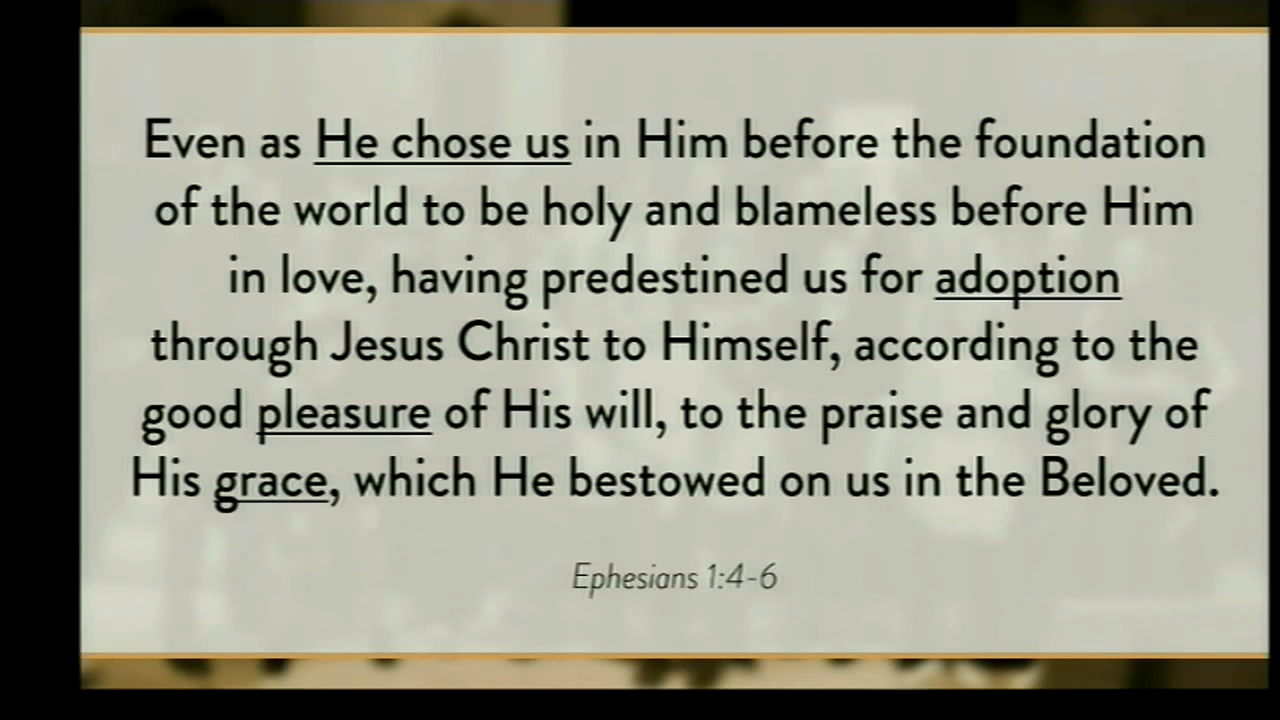 Even as He chose us in Him before the foundation
of the world to be holy and blameless before Him
in love, having predestined us for adoption
through Jesus Christ to Himself, according to the
good pleasure of His will, to the praise and glory of
His grace, which He bestowed on us in the Beloved.
Ephesians 1:4-6